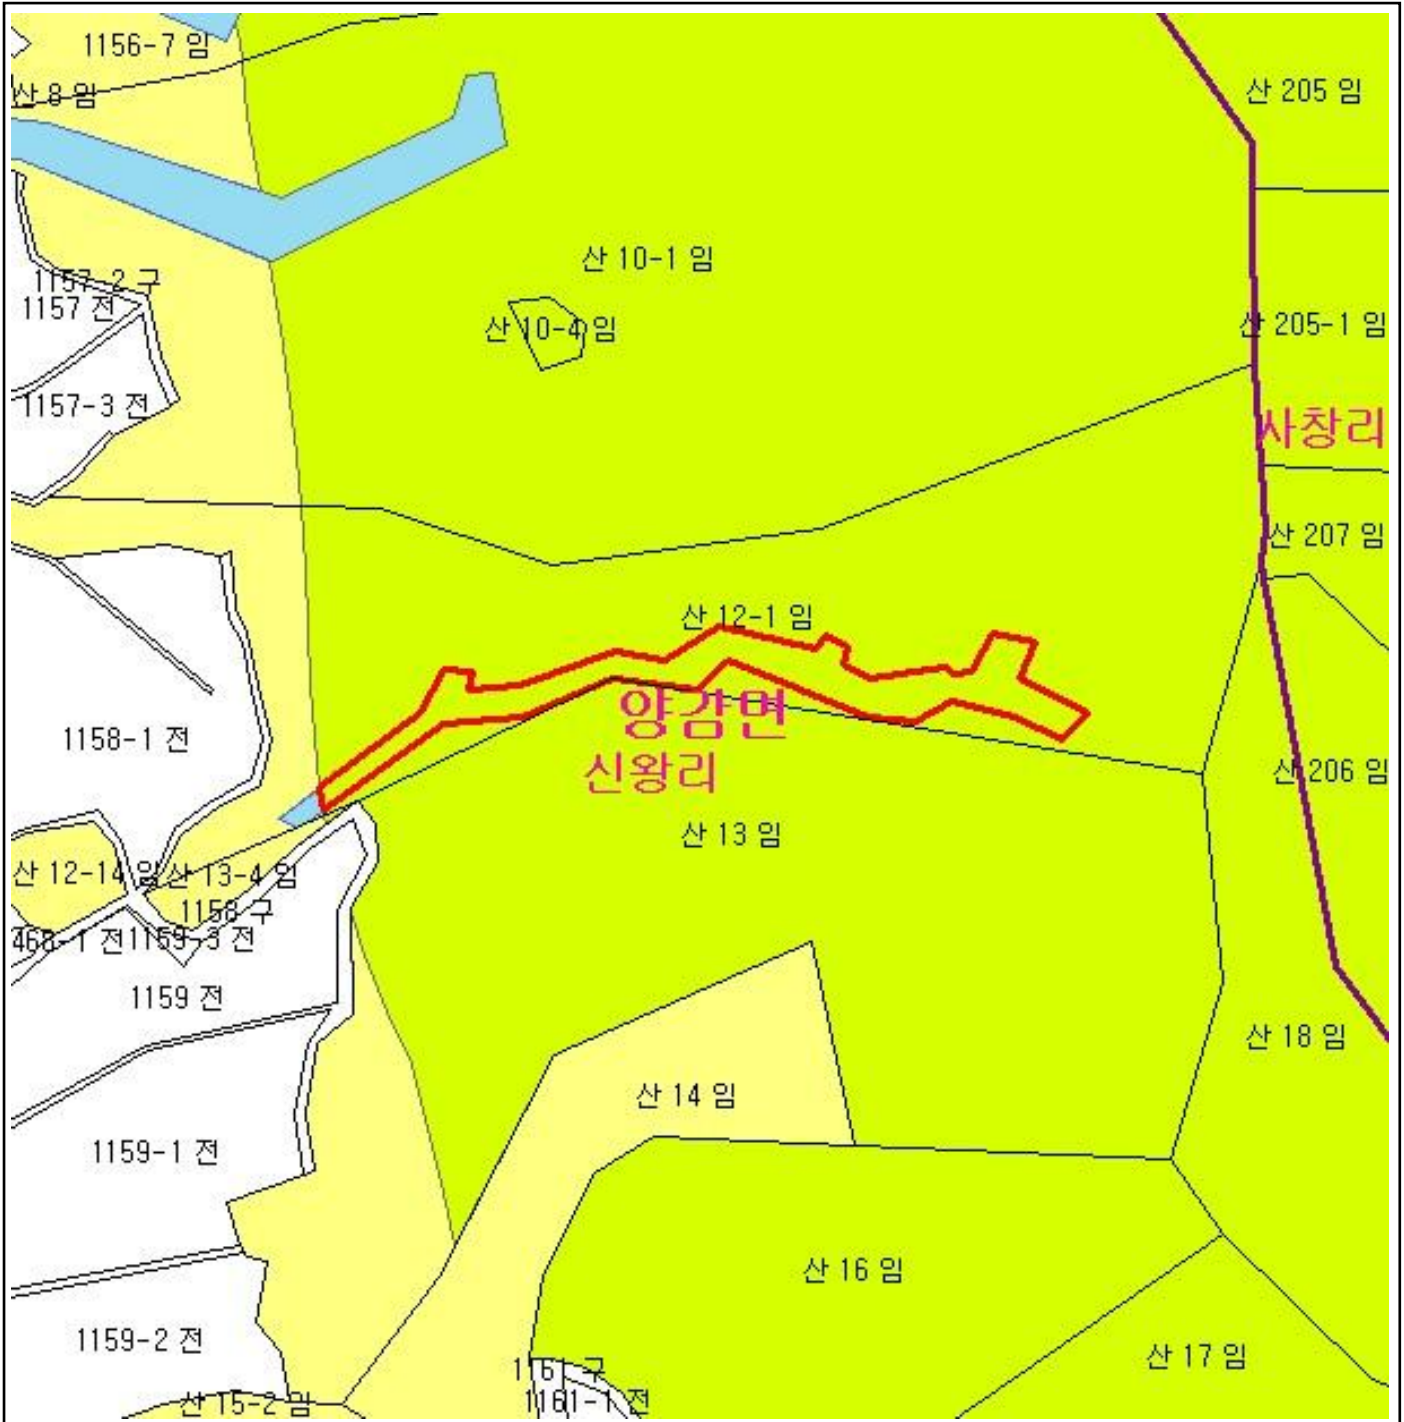 1156-7 임
산 8 임
산 205 임
산 10-1 임
1157-2 구
1157 전
산 10-4 임
산 205-1 임
1157-3 전
사창리
산 207 임
산 12-1 임
양감면
1158-1 전
신왕리
산 206 임
산 13 임
산 12-14 임
산 13-4 임
1158 구
468-1 전
1159-3 전
1159 전
산 18 임
산 14 임
1159-1 전
산 16 임
1159-2 전
산 17 임
1161 구
산 15-2 임
1161-1 전